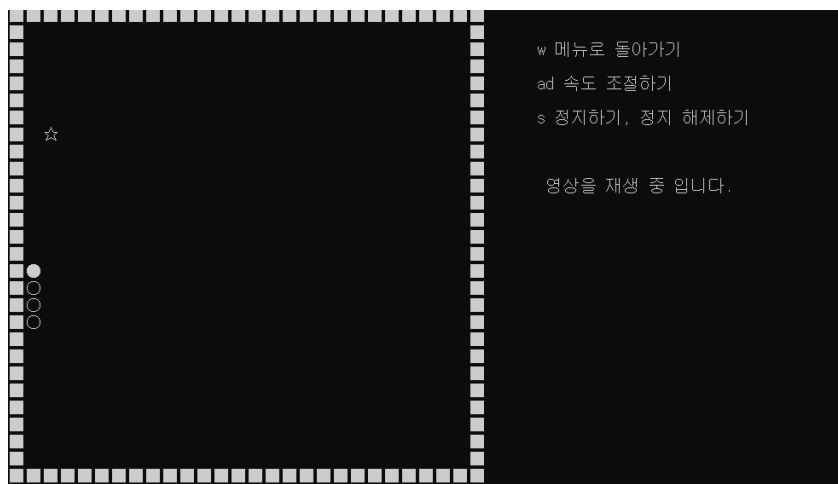 w 메뉴로 돌아가기
ad 속도 조절하기
s 정지하기, 정지 해제하기
영상을 재생 중 입니다.